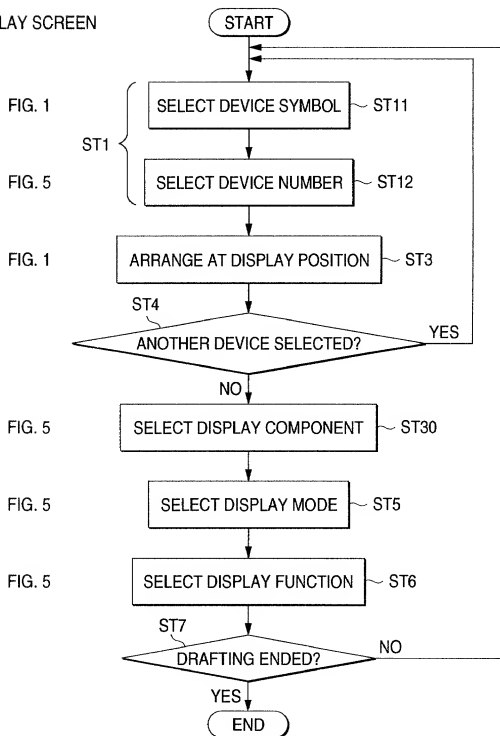 LAY SCREEN
START
FIG. 1
SELECT DEVICE SYMBOL
ST11
ST1
FIG. 5
SELECT DEVICE NUMBER
ST12
FIG. 1
ARRANGE AT DISPLAY POSITION
ST3
ST4
ANOTHER DEVICE SELECTED?
YES
NO
FIG. 5
SELECT DISPLAY COMPONENT
ST30
FIG. 5
SELECT DISPLAY MODE
ST5
FIG. 5
SELECT DISPLAY FUNCTION
ST6
ST7
DRAFTING ENDED?
NO
YES
END